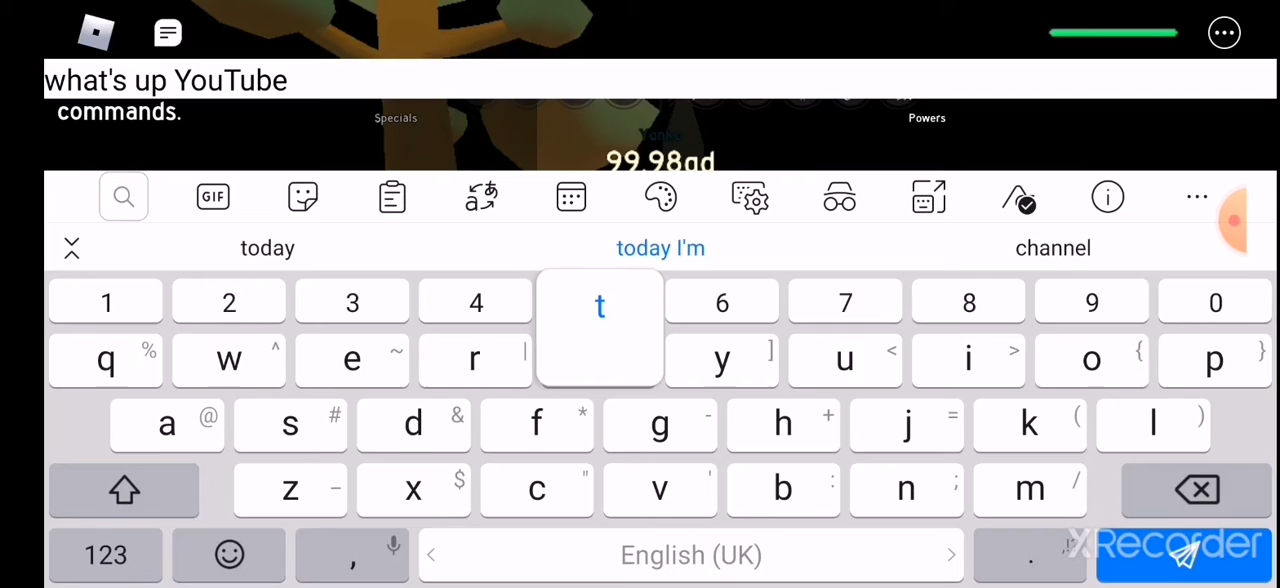 what's up YouTube
commands.
Specials
Powers
99.98qd
GIF
today
today I'm
channel
1 2 3 4 6 7 8 9 0
t
q % w ^ e ~ r | y ] u < i > o { p }
a @ s # d & f * g - h + j = k ( l )
z _ x $ c " v ' b : n ; m /
123 , English (UK) . ,!?
XRecorder